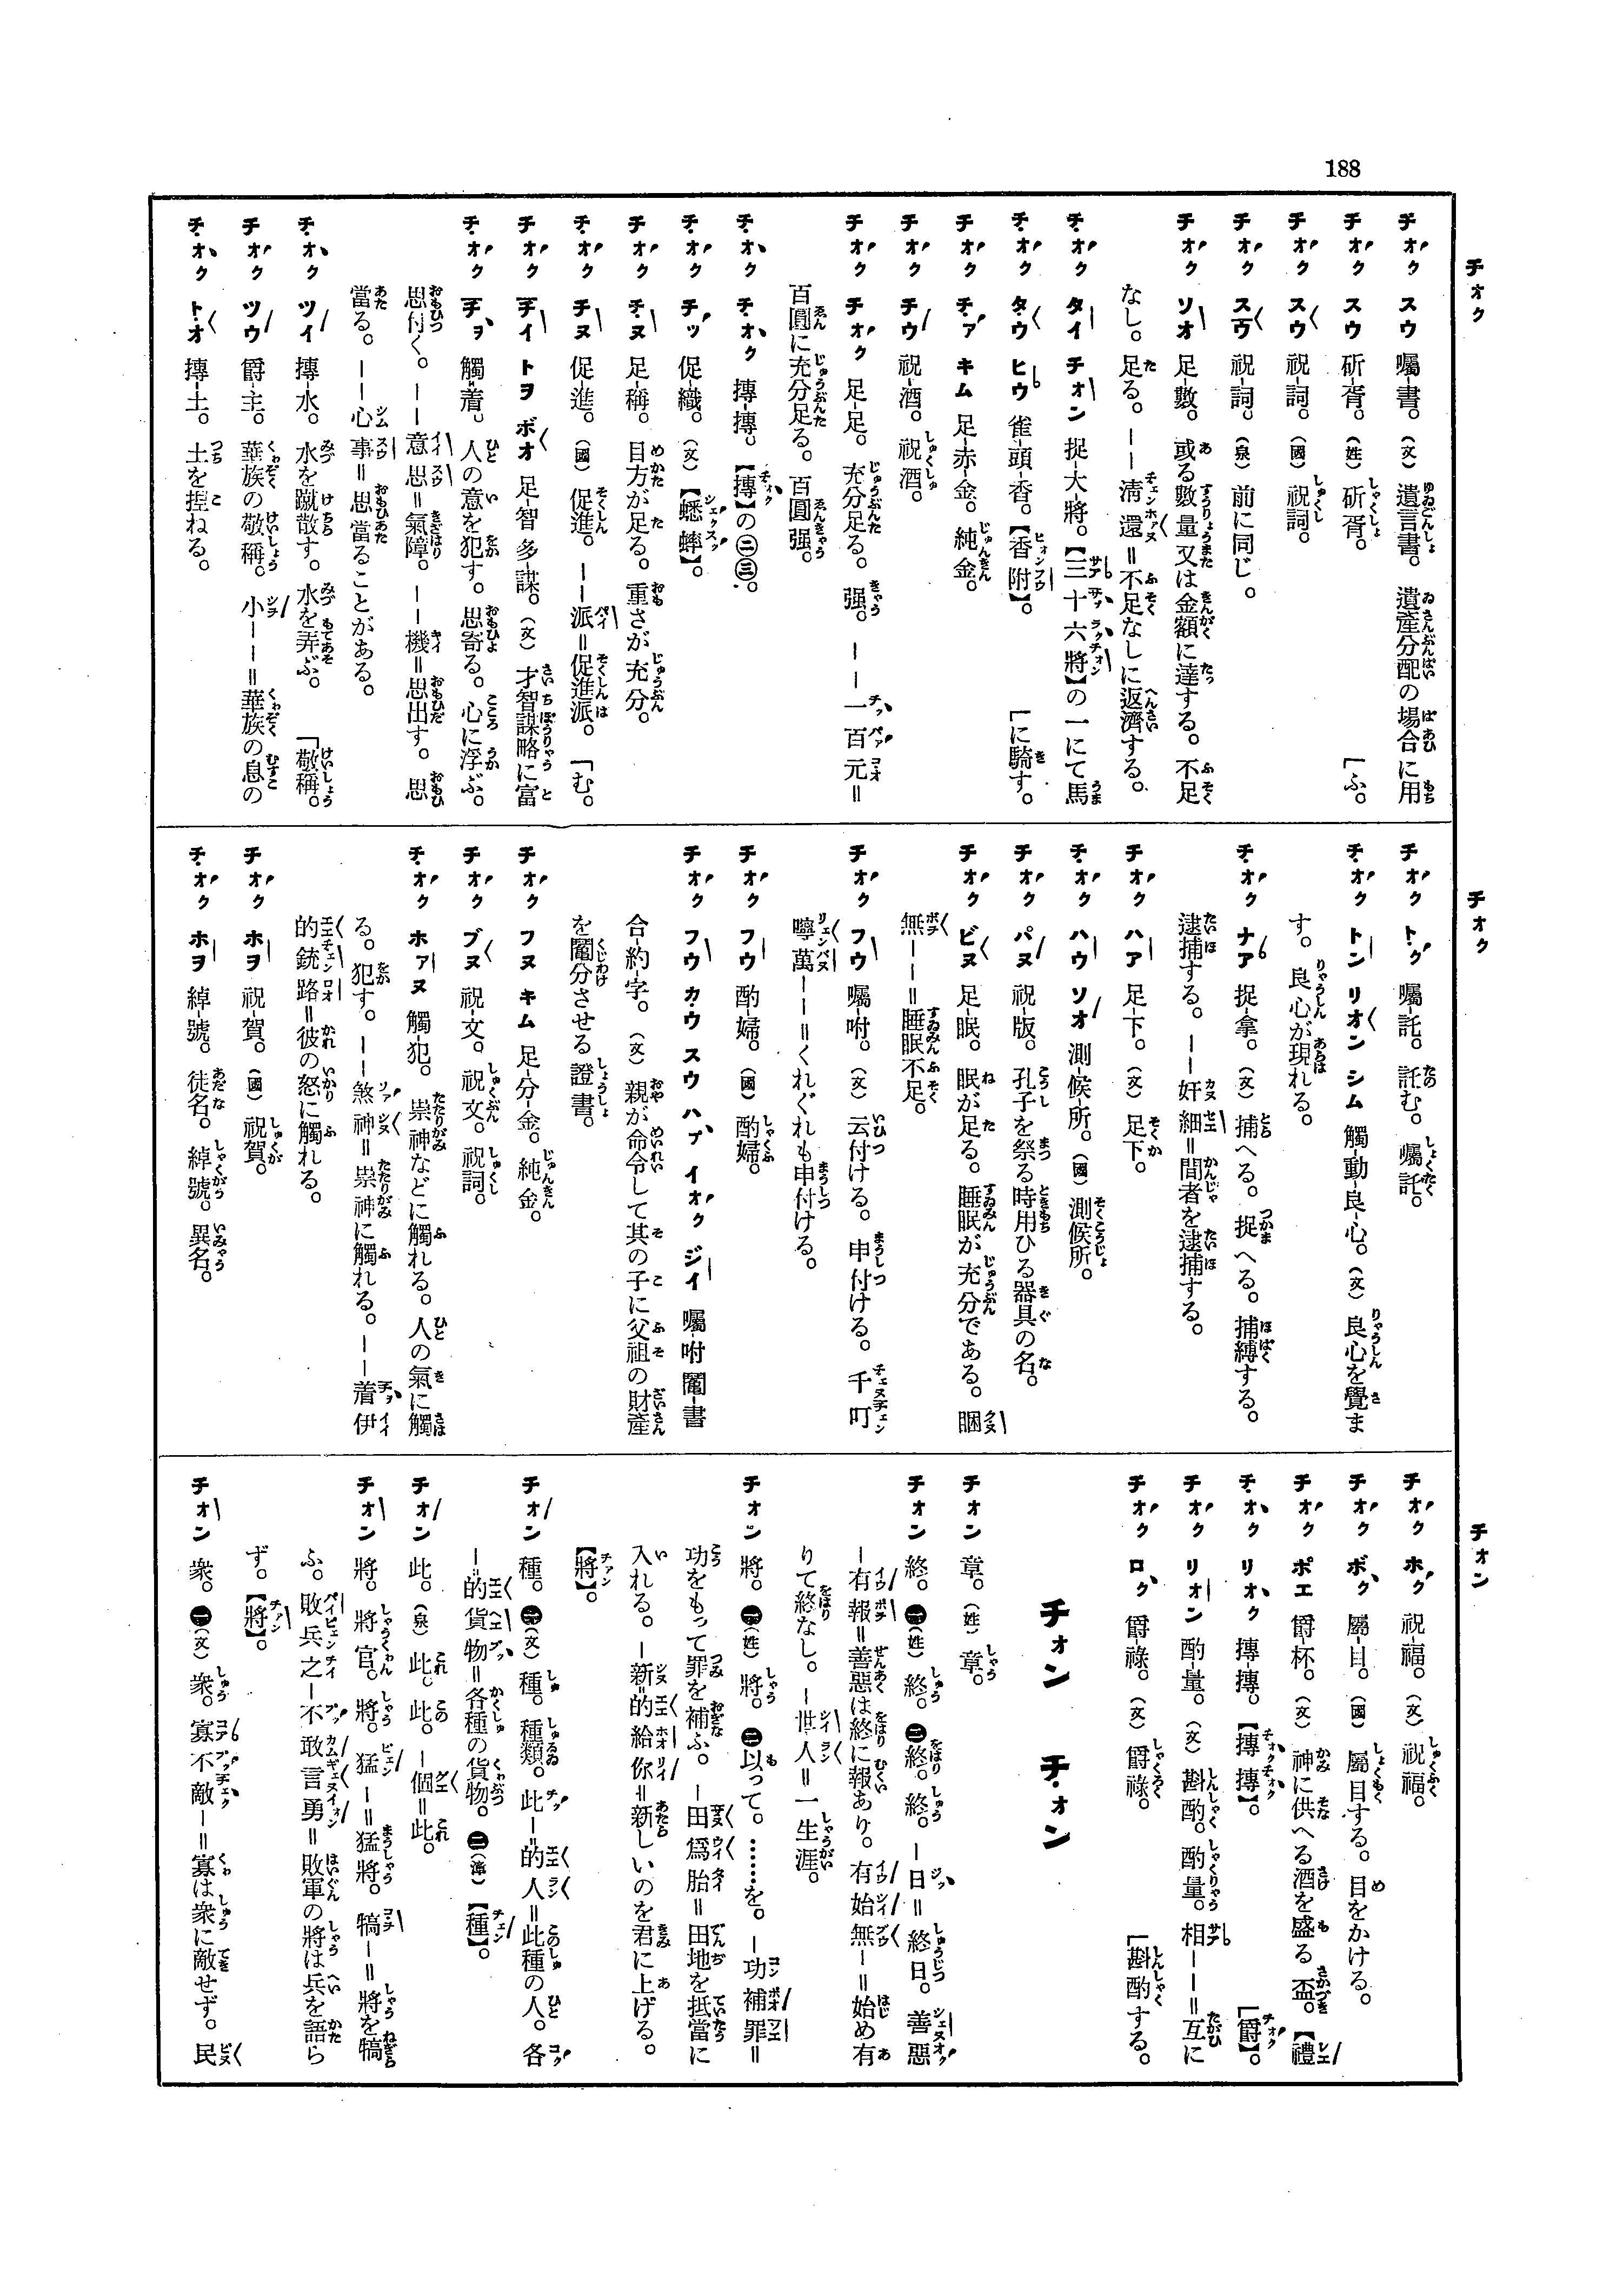 188
チオク
チオク スウ 囑-書。(文) 遺言書。 遺產分配の場合に用
「ふ。
チオク スウ 斫-胥。(姓) 斫胥。
チオク スウ 祝-詞。(國) 祝詞。
チオク スウ 祝-詞。(泉) 前に同じ。
チオク ソオ 足-數。 或る數量又は金額に達する。不足
なし。足る。――淸還=不足なしに返濟する。
チオク タイ チオン 捉-大-將。【三十六將】の一にて馬
「に騎す。
チオク タウ ヒウ 雀-頭-香。【香附】。
チオク チア キム 足-赤-金。純金。
チオク チウ 祝-酒。祝酒。
チオク チオク 足-足。充分足る。强。――一百元=
百圓に充分足る。百圓强。
チオク チオク 摶-摶。【摶】の㊁㊂。
チオク チッ 促-織。(文)【蟋蟀】。
チオク チヌ 足-稱。目方が足る。重さが充分。
チオク チヌ 促-進。(國) 促進。――派=促進派。「む。
チオク チイ トヲ ボオ 足-智 多-謀。(文) 才智謀略に富
チオク チヲ 觸-着。人の意を犯す。思寄る。心に浮ぶ。
思付く。――意思=氣障。――機=思出す。思
當る。――心事=思當ることがある。
チオク ツイ 摶-水。水を蹴散す。水を弄ぶ。「敬稱。
チオク ツウ 爵-主。華族の敬稱。小――=華族の息の
チオク トオ 摶-土。土を捏ねる。
チオク
チオク トク 囑-託。託む。囑託。
チオク トン リオン シム 觸-動-良-心。(文) 良心を覺ま
す。良心が現れる。
チオク ナア 捉-拿。(文) 捕へる。捉へる。捕縛する。
逮捕する。――奸細=間者を逮捕する。
チオク ハア 足-下。(文) 足下。
チオク ハウ ソオ 測-候-所。(國) 測候所。
チオク パヌ 祝-版。孔子を祭る時用ひる器具の名。
チオク ビヌ 足-眠。眠が足る。睡眠が充分である。睏
無――=睡眠不足。
チオク フウ 囑-咐。(文) 云付ける。申付ける。千叮
嚀萬――=くれぐれも申付ける。
チオク フウ 酌-婦。(國) 酌婦。
チオク フウ カウ スウ ハプ イオク ジイ 囑-咐 鬮-書
合-約-字。(文) 親が命令して其の子に父祖の財產
を鬮分させる證書。
チオク フヌ キム 足-分-金。純金。
チオク ブヌ 祝-文。祝文。祝詞。
チオク ホアヌ 觸-犯。祟神などに觸れる。人の氣に觸
る。犯す。――煞神=祟神に觸れる。――着伊
的銃路=彼の怒に觸れる。
チオク ホヲ 祝-賀。(國) 祝賀。
チオク ホヲ 綽-號。徒名。綽號。異名。
チオン
チオク ホク 祝-福。(文) 祝福。
チオク ボク 屬-目。(國) 屬目する。目をかける。
チオク ポエ 爵-杯。(文) 神に供へる酒を盛る盃。【禮
「爵】。
チオク リオク 摶-摶。【摶摶】。
チオク リオン 酌-量。(文) 斟酌。酌量。相――=互に
「斟酌する。
チオク ロク 爵-祿。(文) 爵祿。
チオン チオン
チオン 章。(姓) 章。
チオン 終。㊀(姓) 終。㊁終。終。―日=終日。善惡
―有報=善惡は終に報あり。有始無―=始め有
りて終なし。―世人=一生涯。
チオン 將。㊀(姓) 將。㊁以って。……を。―功補罪=
功をもって罪を補ふ。―田爲胎=田地を抵當に
入れる。―新的給你=新しいのを君に上げる。
【將】。
チオン 種。㊀(文) 種。種類。此―的人=此種の人。各
―的貨物=各種の貨物。㊁(漳)【種】。
チオン 此。(泉) 此。此。―個=此。
チオン 將。將官。將。猛―=猛將。犒―=將を犒
ふ。敗兵之―不敢言勇=敗軍の將は兵を語ら
ず。【將】。
チオン 衆。㊀(文) 衆。寡不敵―=寡は衆に敵せず。民